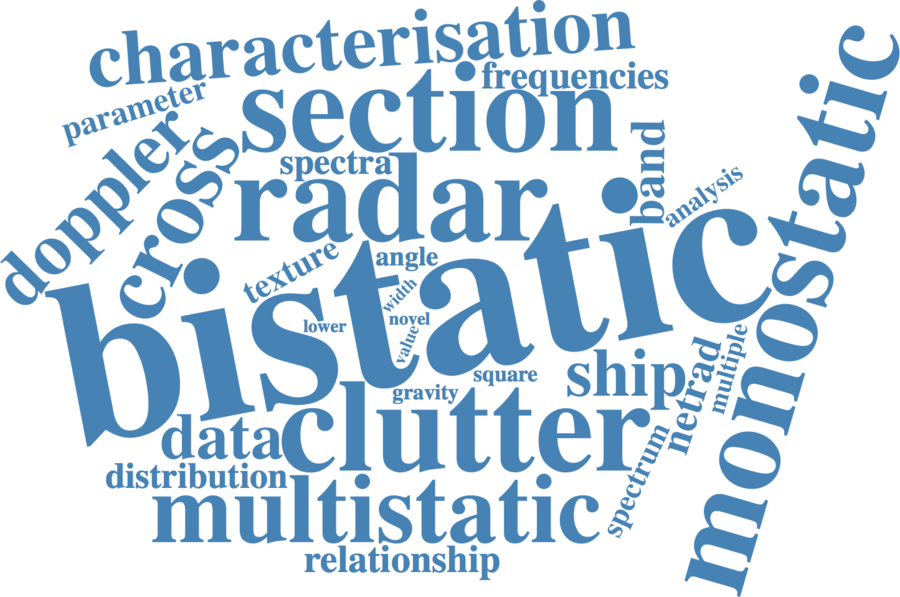 characterisation
frequencies
parameter
section
doppler
cross
spectra
radar
band
analysis
monostatic
bistatic
texture
angle
width
lower
novel
value
square
gravity
ship
netrad
multiple
clutter
data
distribution
spectrum
multistatic
relationship